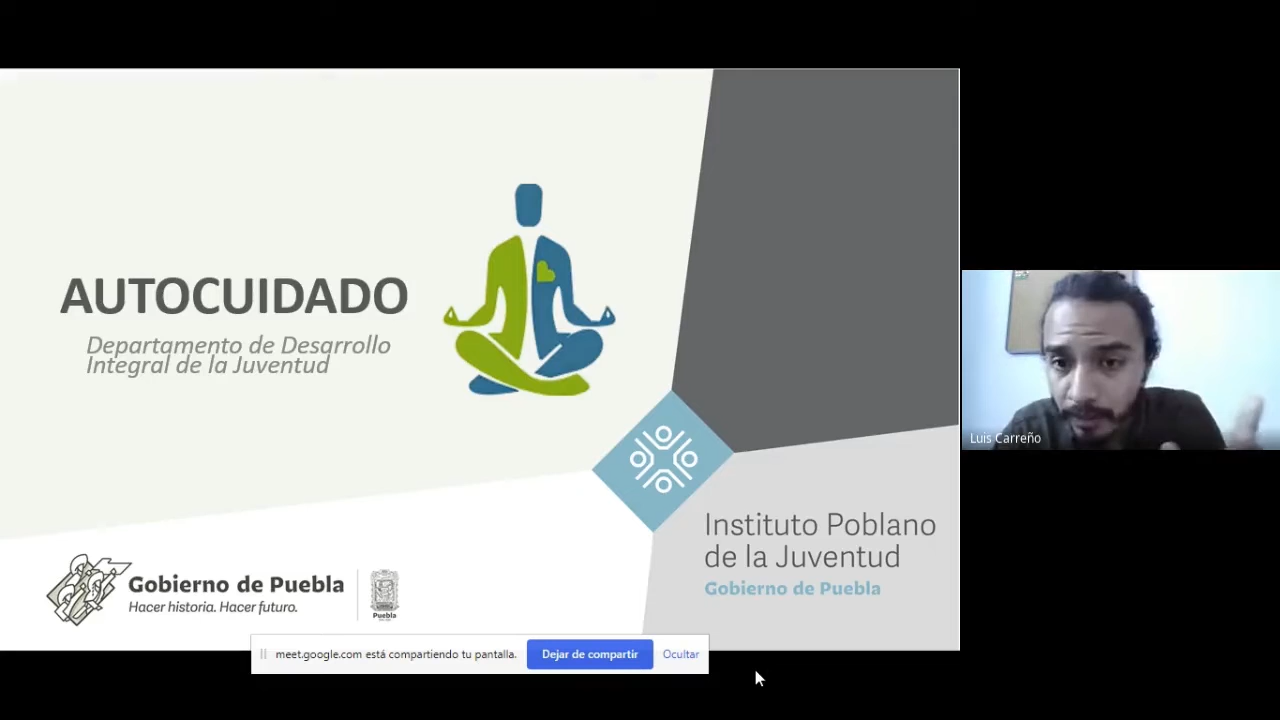 AUTOCUIDADO
Departamento de Desarrollo
Integral de la Juventud
Instituto Poblano
de la Juventud
Gobierno de Puebla
Gobierno de Puebla
Hacer historia. Hacer futuro.
Puebla
meet.google.com está compartiendo tu pantalla.
Dejar de compartir
Ocultar
Luis Carreño